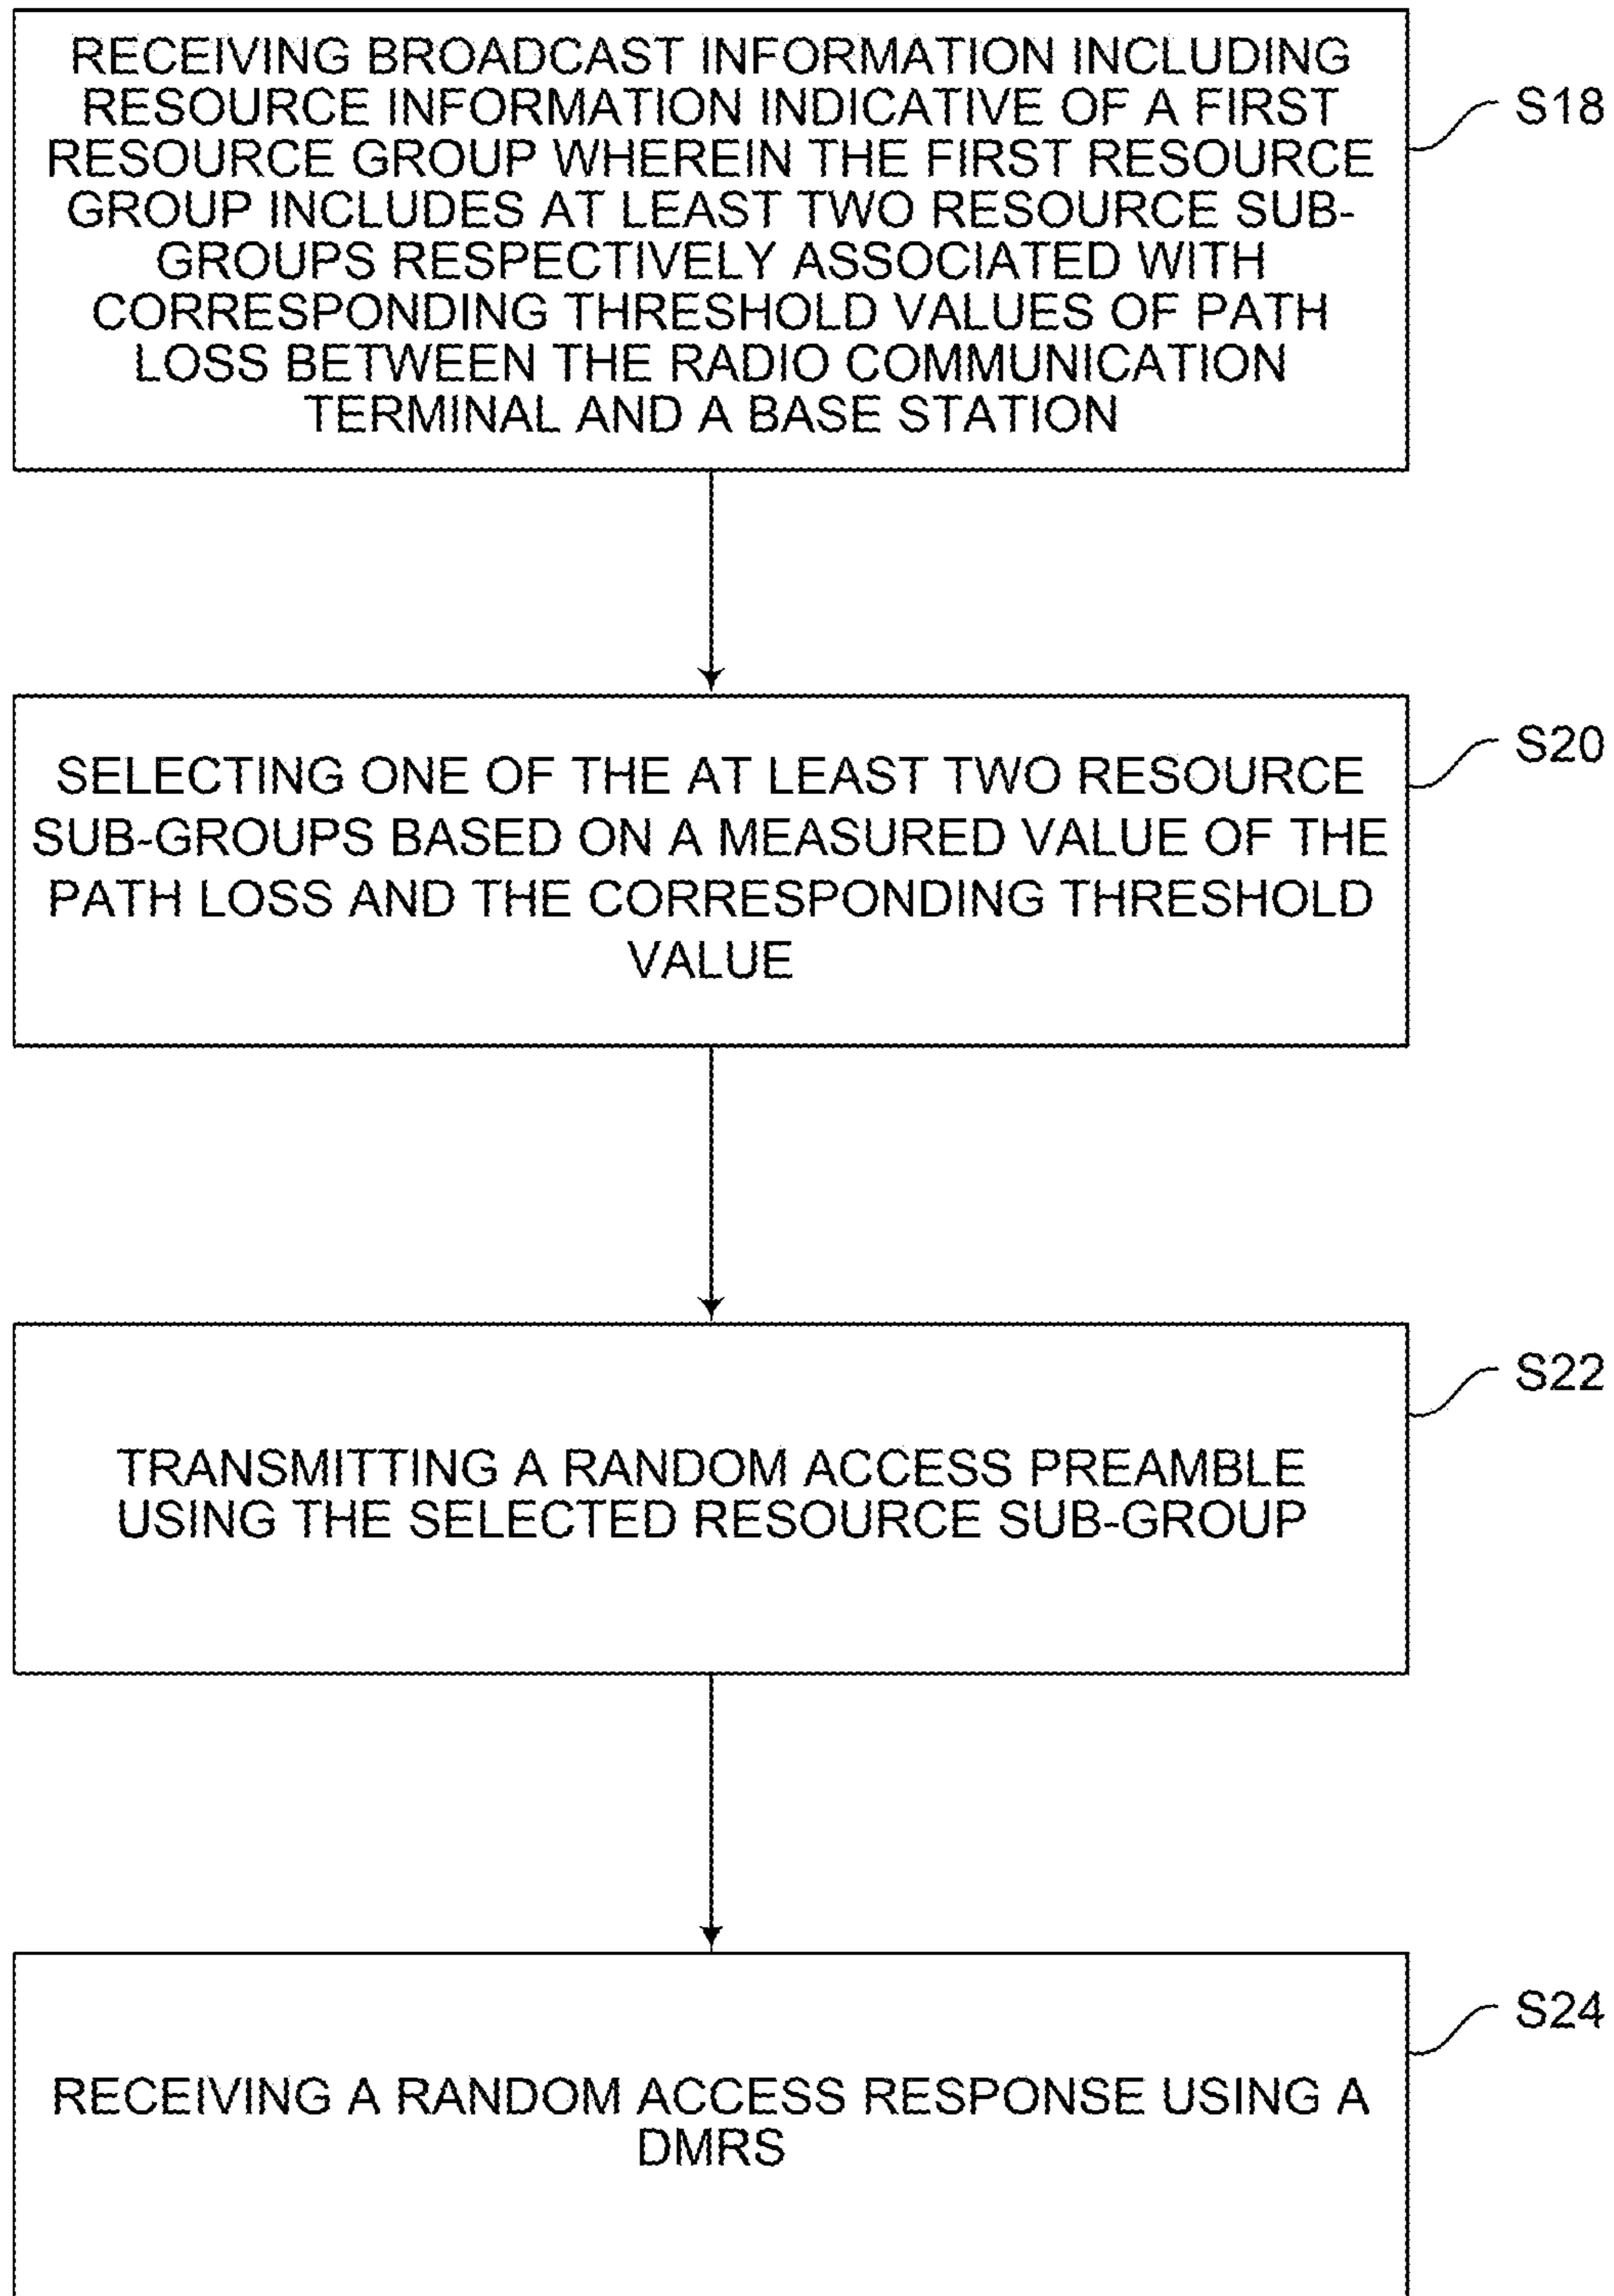 RECEIVING BROADCAST INFORMATION INCLUDING
RESOURCE INFORMATION INDICATIVE OF A FIRST
RESOURCE GROUP WHEREIN THE FIRST RESOURCE
GROUP INCLUDES AT LEAST TWO RESOURCE SUB-
GROUPS RESPECTIVELY ASSOCIATED WITH
CORRESPONDING THRESHOLD VALUES OF PATH
LOSS BETWEEN THE RADIO COMMUNICATION
TERMINAL AND A BASE STATION
S18
SELECTING ONE OF THE AT LEAST TWO RESOURCE
SUB-GROUPS BASED ON A MEASURED VALUE OF THE
PATH LOSS AND THE CORRESPONDING THRESHOLD
VALUE
S20
TRANSMITTING A RANDOM ACCESS PREAMBLE
USING THE SELECTED RESOURCE SUB-GROUP
S22
RECEIVING A RANDOM ACCESS RESPONSE USING A
DMRS
S24